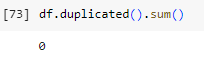 [73] df.duplicated().sum()
0